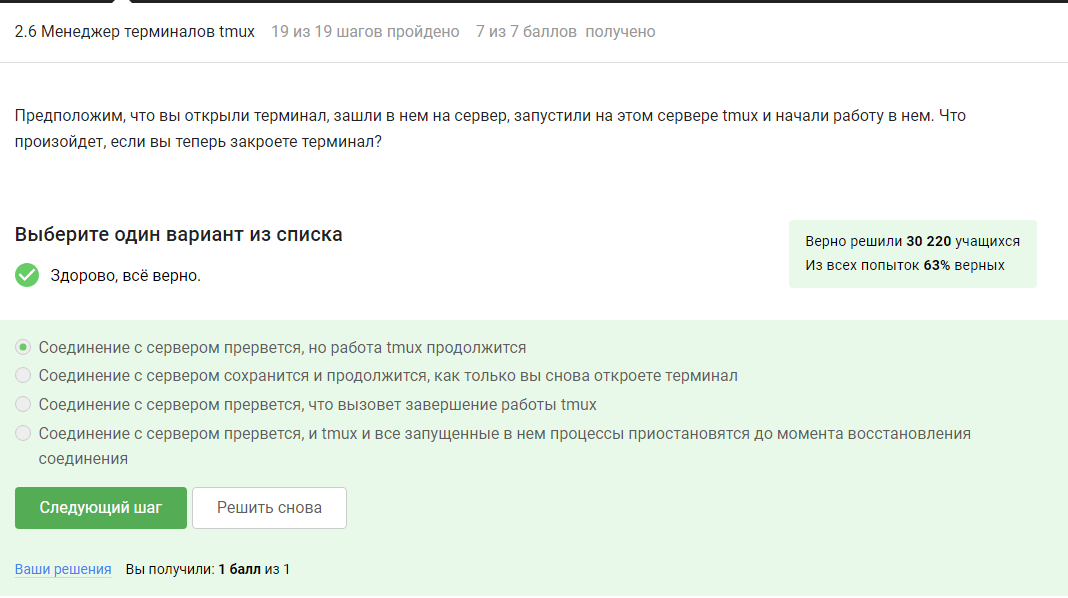 2.6 Менеджер терминалов tmux 19 из 19 шагов пройдено 7 из 7 баллов получено
Предположим, что вы открыли терминал, зашли в нем на сервер, запустили на этом сервере tmux и начали работу в нем. Что
произойдет, если вы теперь закроете терминал?
Выберите один вариант из списка
Здорово, всё верно.
Верно решили 30 220 учащихся
Из всех попыток 63% верных
Соединение с сервером прервется, но работа tmux продолжится
Соединение с сервером сохранится и продолжится, как только вы снова откроете терминал
Соединение с сервером прервется, что вызовет завершение работы tmux
Соединение с сервером прервется, и tmux и все запущенные в нем процессы приостановятся до момента восстановления
соединения
Следующий шаг Решить снова
Ваши решения Вы получили: 1 балл из 1